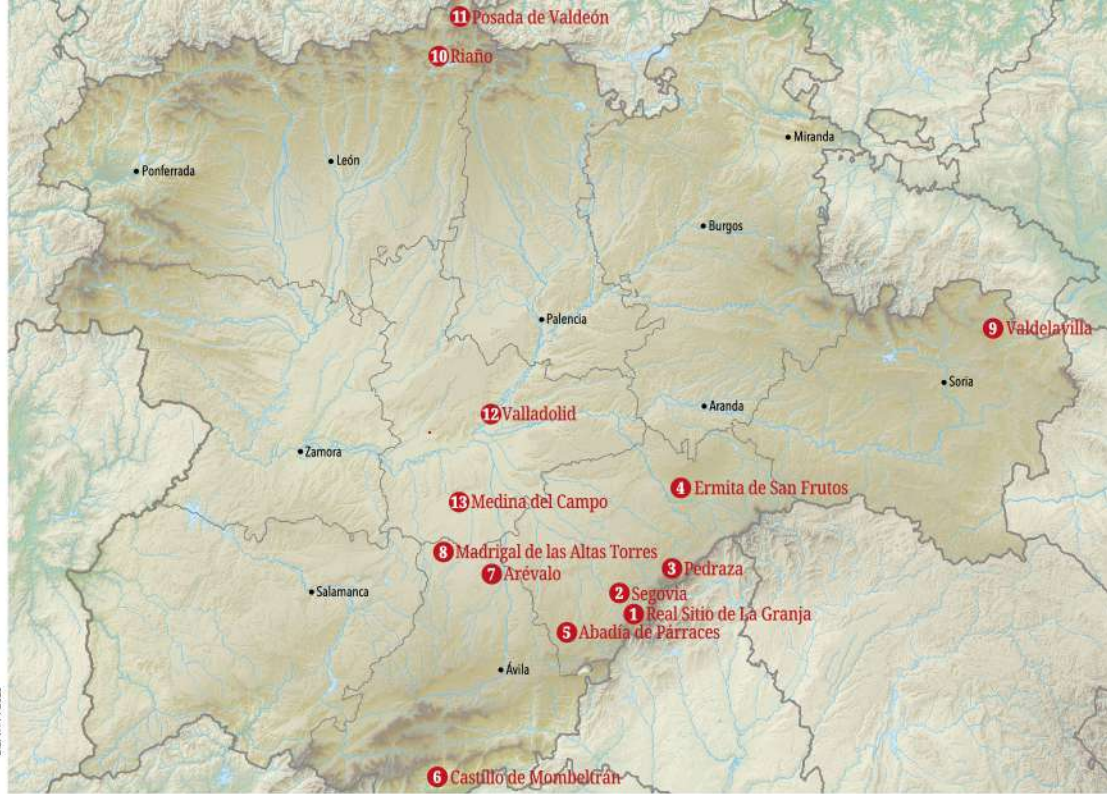 11 Posada de Valdeón
10 Riaño
Miranda
León
Ponferrada
Burgos
Palencia
9 Valdelavilla
Soria
Aranda
12 Valladolid
Zamora
4 Ermita de San Frutos
13 Medina del Campo
8 Madrigal de las Altas Torres
3 Pedraza
7 Arévalo
Salamanca
2 Segovia
1 Real Sitio de La Granja
5 Abadía de Párraces
Ávila
6 Castillo de Mombeltrán